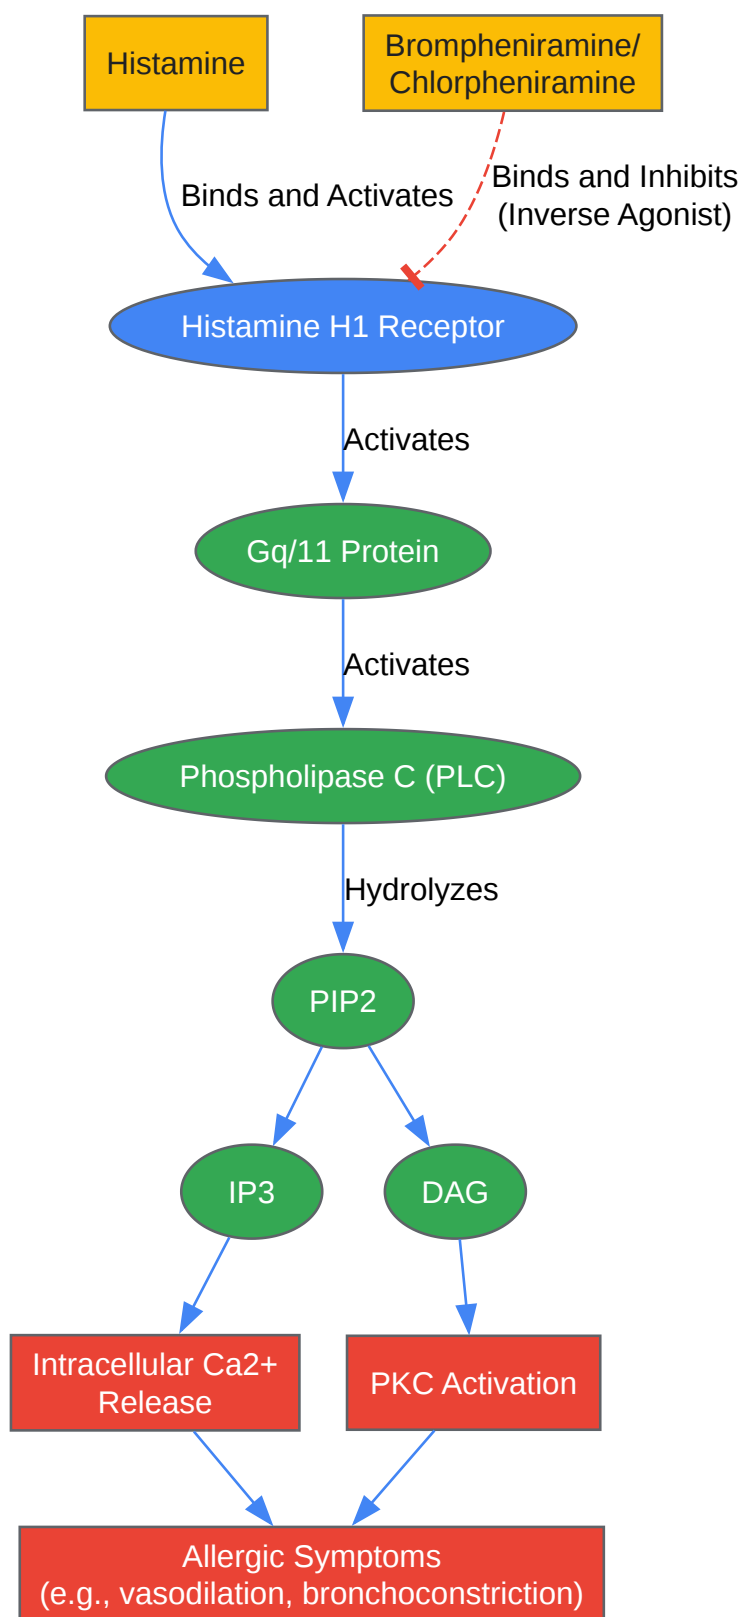 Histamine
Brompheniramine/
Chlorpheniramine
Binds and Activates
Binds and Inhibits
(Inverse Agonist)
Histamine H1 Receptor
Activates
Gq/11 Protein
Activates
Phospholipase C (PLC)
Hydrolyzes
PIP2
IP3
DAG
Intracellular Ca2+
Release
PKC Activation
Allergic Symptoms
(e.g., vasodilation, bronchoconstriction)